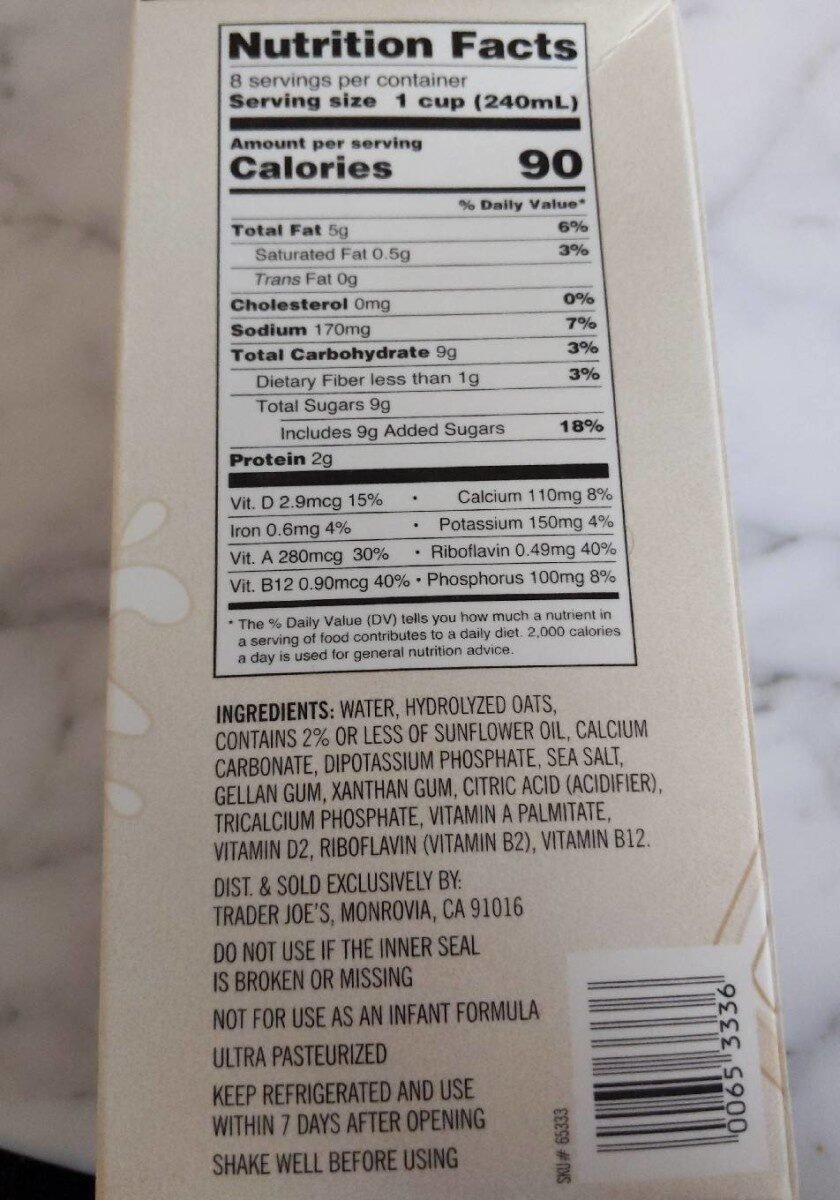 Nutrition Facts
8 servings per container
Serving size 1 cup (240mL)
Amount per serving
Calories 90
% Daily Value*
Total Fat 5g 6%
Saturated Fat 0.5g 3%
Trans Fat 0g
Cholesterol 0mg 0%
Sodium 170mg 7%
Total Carbohydrate 9g 3%
Dietary Fiber less than 1g 3%
Total Sugars 9g
Includes 9g Added Sugars 18%
Protein 2g
Vit. D 2.9mcg 15% • Calcium 110mg 8%
Iron 0.6mg 4% • Potassium 150mg 4%
Vit. A 280mcg 30% • Riboflavin 0.49mg 40%
Vit. B12 0.90mcg 40% • Phosphorus 100mg 8%
* The % Daily Value (DV) tells you how much a nutrient in
a serving of food contributes to a daily diet. 2,000 calories
a day is used for general nutrition advice.
INGREDIENTS: WATER, HYDROLYZED OATS,
CONTAINS 2% OR LESS OF SUNFLOWER OIL, CALCIUM
CARBONATE, DIPOTASSIUM PHOSPHATE, SEA SALT,
GELLAN GUM, XANTHAN GUM, CITRIC ACID (ACIDIFIER),
TRICALCIUM PHOSPHATE, VITAMIN A PALMITATE,
VITAMIN D2, RIBOFLAVIN (VITAMIN B2), VITAMIN B12.
DIST. & SOLD EXCLUSIVELY BY:
TRADER JOE'S, MONROVIA, CA 91016
DO NOT USE IF THE INNER SEAL
IS BROKEN OR MISSING
NOT FOR USE AS AN INFANT FORMULA
ULTRA PASTEURIZED
KEEP REFRIGERATED AND USE
WITHIN 7 DAYS AFTER OPENING
SHAKE WELL BEFORE USING
SKU# 65333
0065 3336